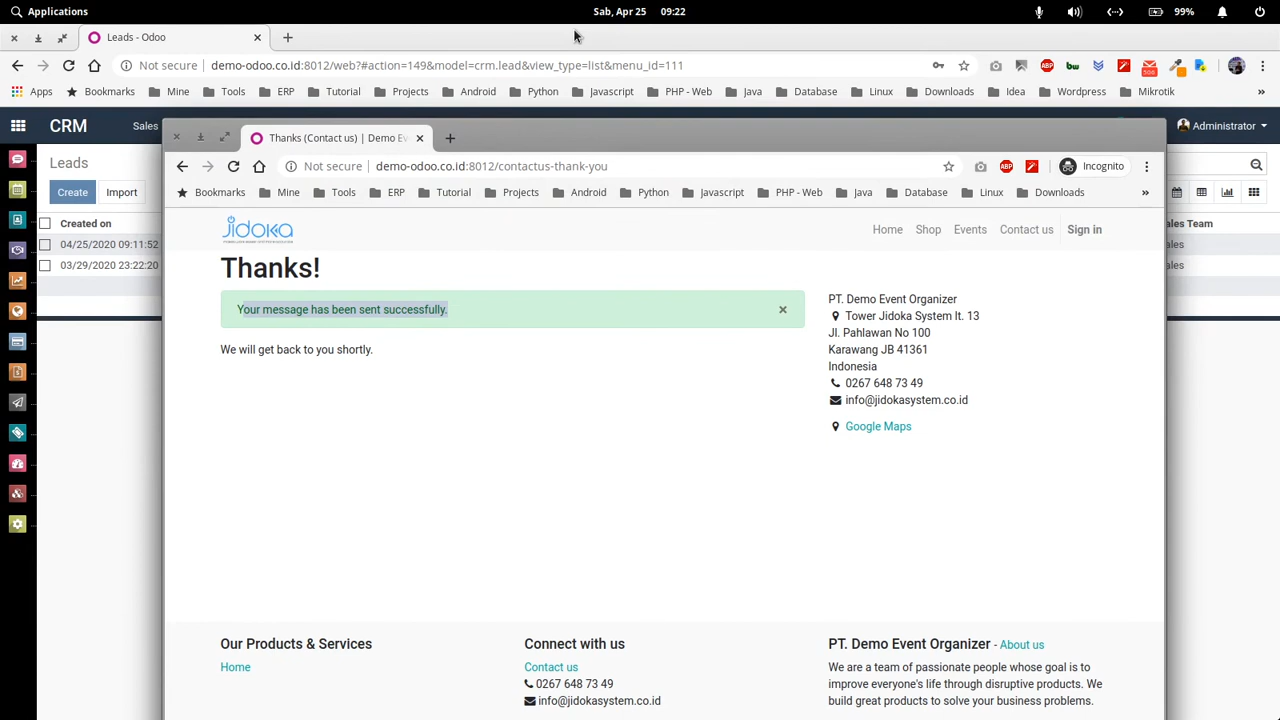 Applications
Sab, Apr 25 09:22
99%
Leads - Odoo
Not secure demo-odoo.co.id:8012/web?#action=149&model=crm.lead&view_type=list&menu_id=111
ABP
bw
506
Apps Bookmarks Mine Tools ERP Tutorial Projects Android Python Javascript PHP - Web Java Database Linux Downloads Idea Wordpress Mikrotik »
CRM Sales Administrator
Leads
Create Import
Created on
04/25/2020 09:11:52
03/29/2020 23:22:20
ales Team
ales
ales
Thanks (Contact us) | Demo Ev
Not secure demo-odoo.co.id:8012/contactus-thank-you
ABP
Incognito
Bookmarks Mine Tools ERP Tutorial Projects Android Python Javascript PHP - Web Java Database Linux Downloads »
Jidoka
Home Shop Events Contact us Sign in
Thanks!
Your message has been sent successfully. ×
We will get back to you shortly.
PT. Demo Event Organizer
Tower Jidoka System lt. 13
Jl. Pahlawan No 100
Karawang JB 41361
Indonesia
0267 648 73 49
info@jidokasystem.co.id
Google Maps
Our Products & Services
Home
Connect with us
Contact us
0267 648 73 49
info@jidokasystem.co.id
PT. Demo Event Organizer - About us
We are a team of passionate people whose goal is to
improve everyone's life through disruptive products. We
build great products to solve your business problems.